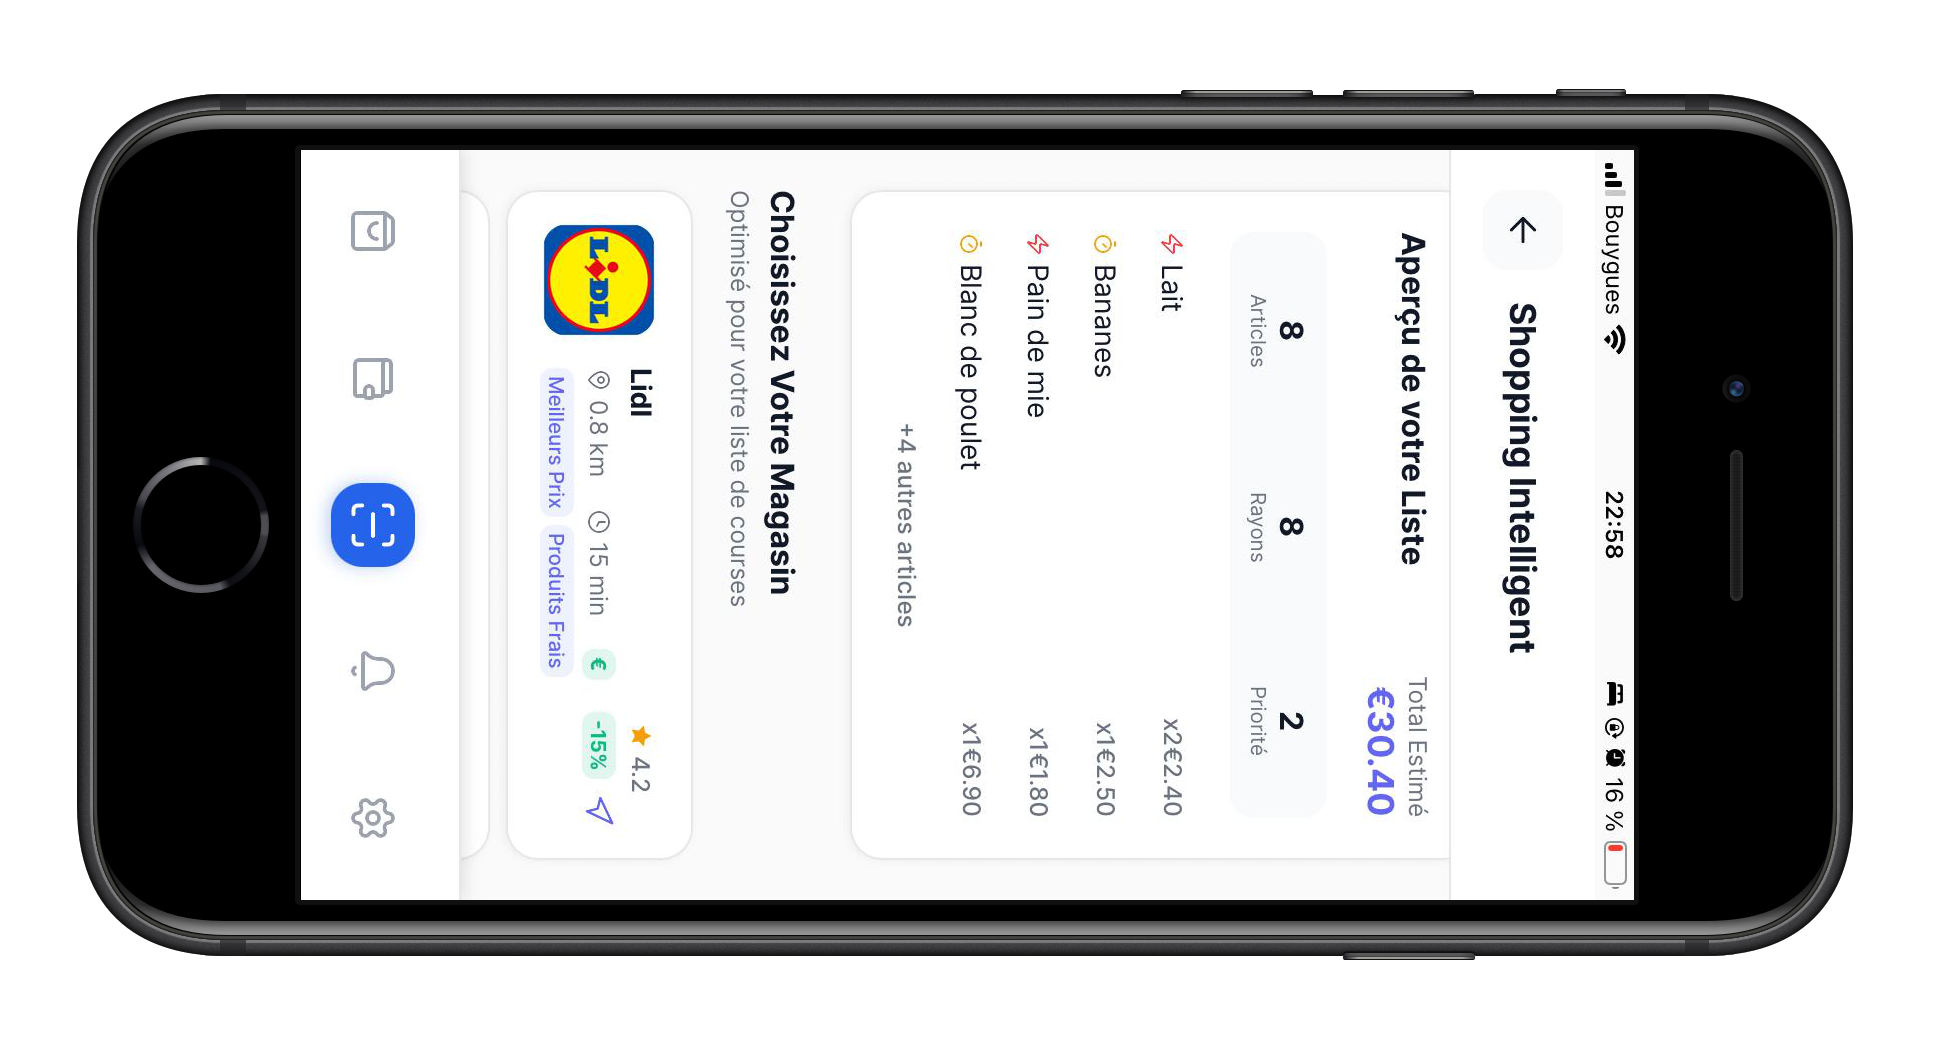 Bouygues 22:58 16 %
Shopping Intelligent
Aperçu de votre Liste
Total Estimé
€30.40
8 8 2
Articles Rayons Priorité
Lait x2€2.40
Bananes x1€2.50
Pain de mie x1€1.80
Blanc de poulet x1€6.90
+4 autres articles
Choisissez Votre Magasin
Optimisé pour votre liste de courses
LIDL
Lidl 4.2
0.8 km 15 min € -15%
Meilleurs Prix Produits Frais